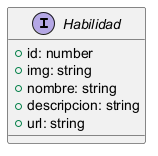 I Habilidad
id: number
img: string
nombre: string
descripcion: string
url: string